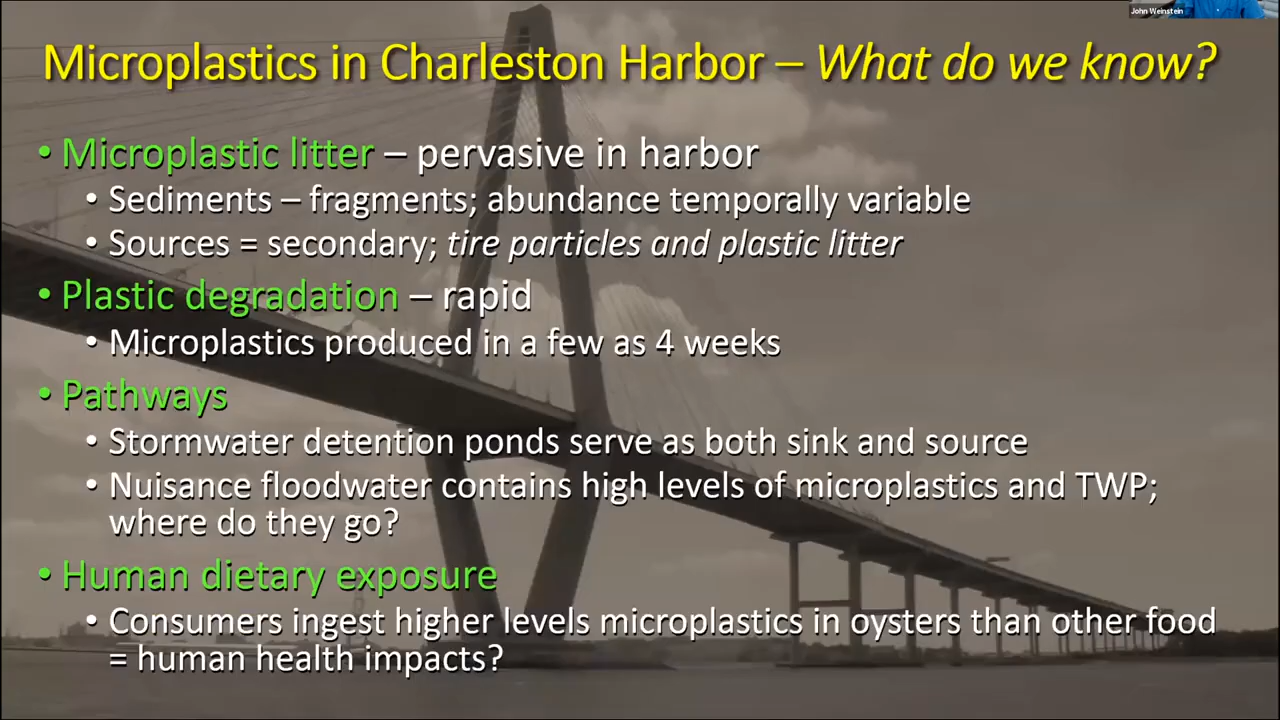 John Weinstein
Microplastics in Charleston Harbor – What do we know?
• Microplastic litter – pervasive in harbor
• Sediments – fragments; abundance temporally variable
• Sources = secondary; tire particles and plastic litter
• Plastic degradation – rapid
• Microplastics produced in a few as 4 weeks
• Pathways
• Stormwater detention ponds serve as both sink and source
• Nuisance floodwater contains high levels of microplastics and TWP;
where do they go?
• Human dietary exposure
• Consumers ingest higher levels microplastics in oysters than other food
= human health impacts?